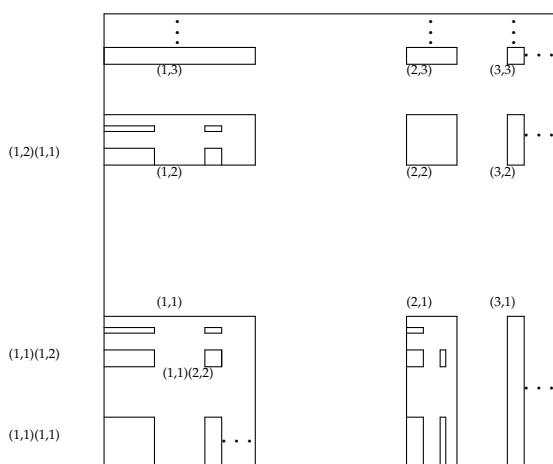 (1,3) (2,3) (3,3)
(1,2)(1,1)
(1,2) (2,2) (3,2)
(1,1) (2,1) (3,1)
(1,1)(1,2)
(1,1)(2,2)
(1,1)(1,1)